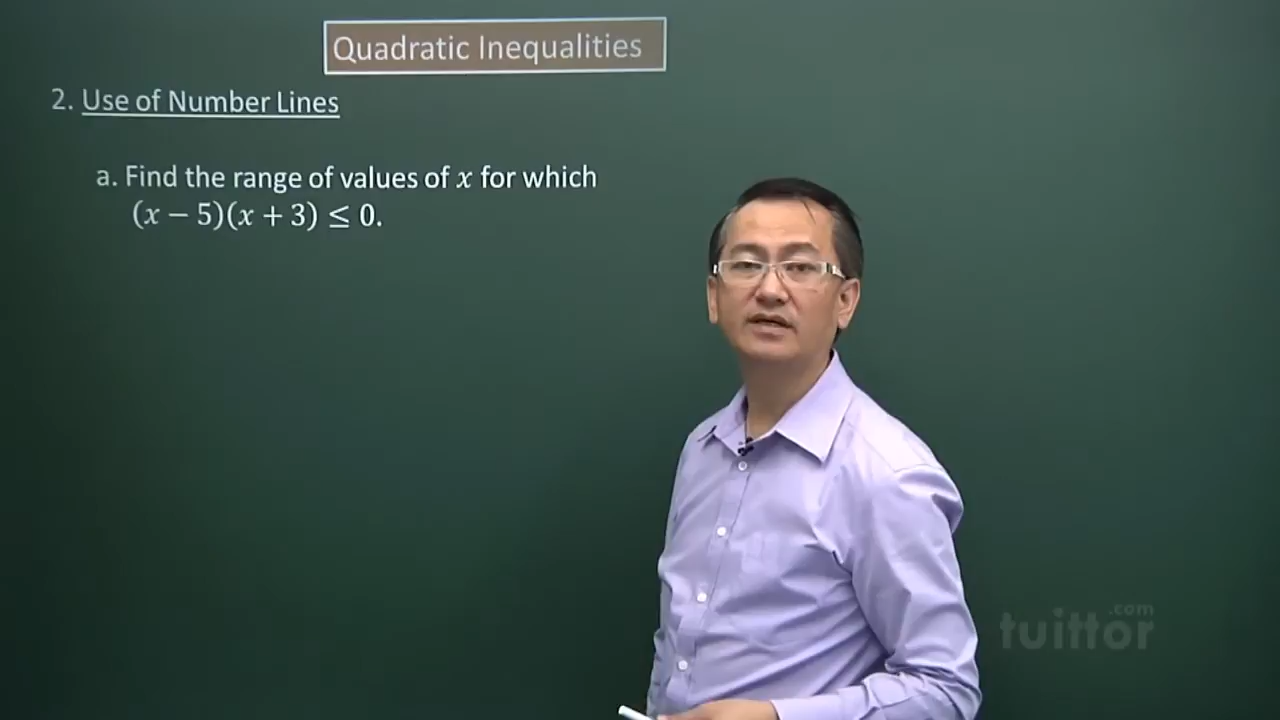 Quadratic Inequalities
2. Use of Number Lines
a. Find the range of values of x for which
(x − 5)(x + 3) ≤ 0.
tuittor.com